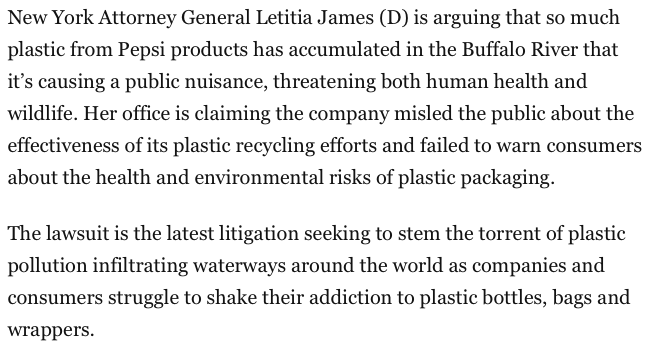 New York Attorney General Letitia James (D) is arguing that so much
plastic from Pepsi products has accumulated in the Buffalo River that
it’s causing a public nuisance, threatening both human health and
wildlife. Her office is claiming the company misled the public about the
effectiveness of its plastic recycling efforts and failed to warn consumers
about the health and environmental risks of plastic packaging.
The lawsuit is the latest litigation seeking to stem the torrent of plastic
pollution infiltrating waterways around the world as companies and
consumers struggle to shake their addiction to plastic bottles, bags and
wrappers.